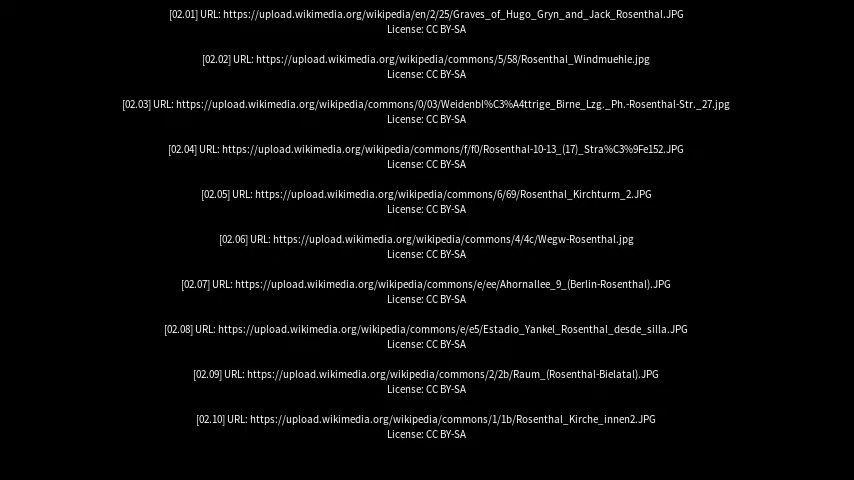 [02.01] URL: https://upload.wikimedia.org/wikipedia/en/2/25/Graves_of_Hugo_Gryn_and_Jack_Rosenthal.JPG
License: CC BY-SA
[02.02] URL: https://upload.wikimedia.org/wikipedia/commons/5/58/Rosenthal_Windmuehle.jpg
License: CC BY-SA
[02.03] URL: https://upload.wikimedia.org/wikipedia/commons/0/03/Weidenbl%C3%A4ttrige_Birne_Lzg._Ph.-Rosenthal-Str._27.jpg
License: CC BY-SA
[02.04] URL: https://upload.wikimedia.org/wikipedia/commons/f/f0/Rosenthal-10-13_(17)_Stra%C3%9Fe152.JPG
License: CC BY-SA
[02.05] URL: https://upload.wikimedia.org/wikipedia/commons/6/69/Rosenthal_Kirchturm_2.JPG
License: CC BY-SA
[02.06] URL: https://upload.wikimedia.org/wikipedia/commons/4/4c/Wegw-Rosenthal.jpg
License: CC BY-SA
[02.07] URL: https://upload.wikimedia.org/wikipedia/commons/e/ee/Ahornallee_9_(Berlin-Rosenthal).JPG
License: CC BY-SA
[02.08] URL: https://upload.wikimedia.org/wikipedia/commons/e/e5/Estadio_Yankel_Rosenthal_desde_silla.JPG
License: CC BY-SA
[02.09] URL: https://upload.wikimedia.org/wikipedia/commons/2/2b/Raum_(Rosenthal-Bielatal).JPG
License: CC BY-SA
[02.10] URL: https://upload.wikimedia.org/wikipedia/commons/1/1b/Rosenthal_Kirche_innen2.JPG
License: CC BY-SA